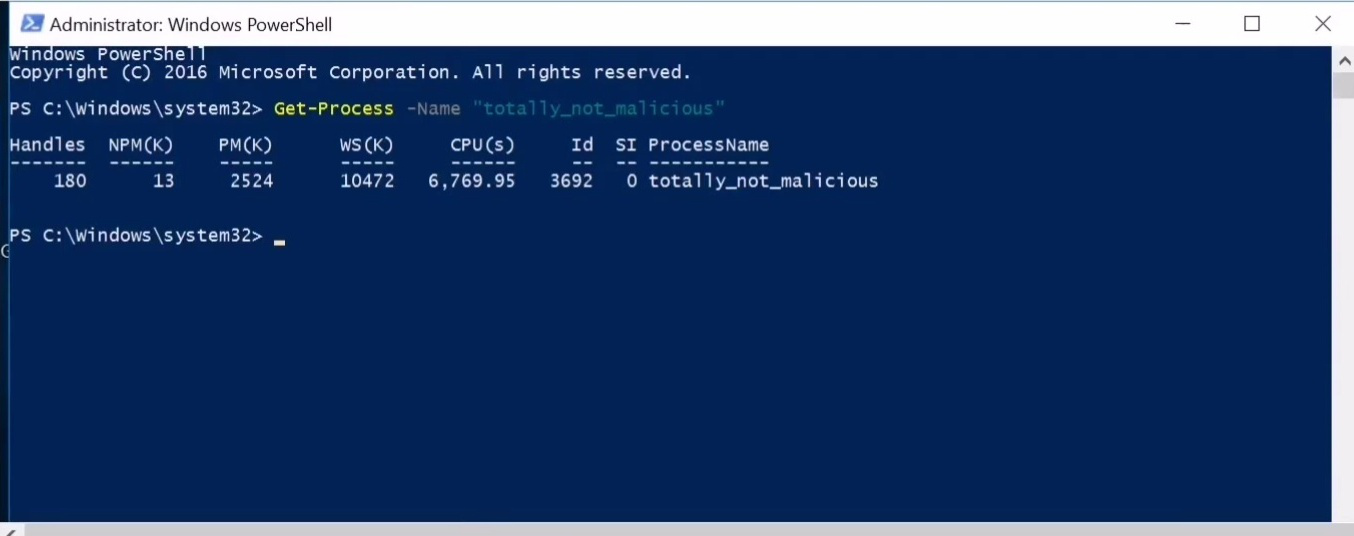 Administrator: Windows PowerShell
Windows PowerShell
Copyright (C) 2016 Microsoft Corporation. All rights reserved.
PS C:\Windows\system32> Get-Process -Name "totally_not_malicious"
Handles  NPM(K)    PM(K)      WS(K)     CPU(s)     Id  SI ProcessName
-------  ------    -----      -----     ------     --  -- -----------
    180      13     2524      10472   6,769.95   3692   0 totally_not_malicious
PS C:\Windows\system32>